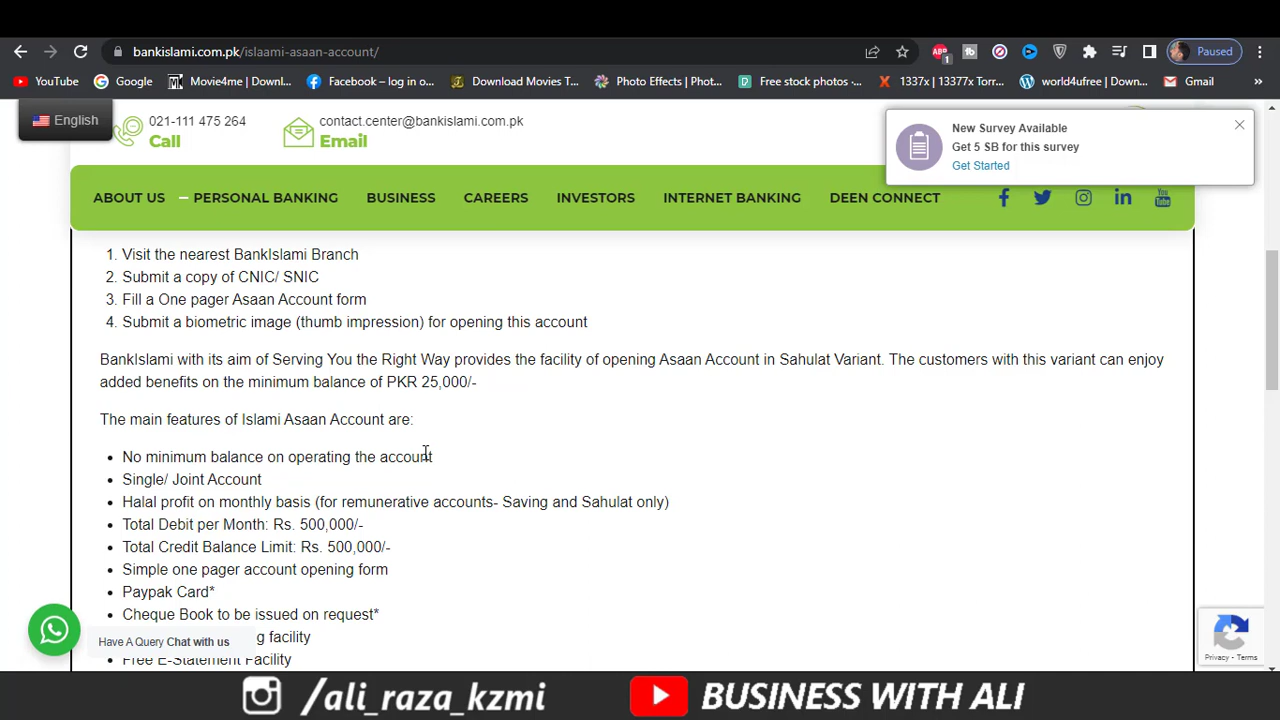 bankislami.com.pk/islaami-asaan-account/
ABP
1
Paused
YouTube
Google
Movie4me | Downl...
Facebook – log in o...
Download Movies T...
Photo Effects | Phot...
Free stock photos -...
1337x | 13377x Torr...
world4ufree | Down...
Gmail
English
021-111 475 264
Call
contact.center@bankislami.com.pk
Email
New Survey Available
Get 5 SB for this survey
Get Started
ABOUT US
PERSONAL BANKING
BUSINESS
CAREERS
INVESTORS
INTERNET BANKING
DEEN CONNECT
You Tube
1. Visit the nearest BankIslami Branch
2. Submit a copy of CNIC/ SNIC
3. Fill a One pager Asaan Account form
4. Submit a biometric image (thumb impression) for opening this account
BankIslami with its aim of Serving You the Right Way provides the facility of opening Asaan Account in Sahulat Variant. The customers with this variant can enjoy
added benefits on the minimum balance of PKR 25,000/-
The main features of Islami Asaan Account are:
• No minimum balance on operating the account
• Single/ Joint Account
• Halal profit on monthly basis (for remunerative accounts- Saving and Sahulat only)
• Total Debit per Month: Rs. 500,000/-
• Total Credit Balance Limit: Rs. 500,000/-
• Simple one pager account opening form
• Paypak Card*
• Cheque Book to be issued on request*
g facility
• Free E-Statement Facility
Have A Query Chat with us
Privacy - Terms
/ali_raza_kzmi
BUSINESS WITH ALI